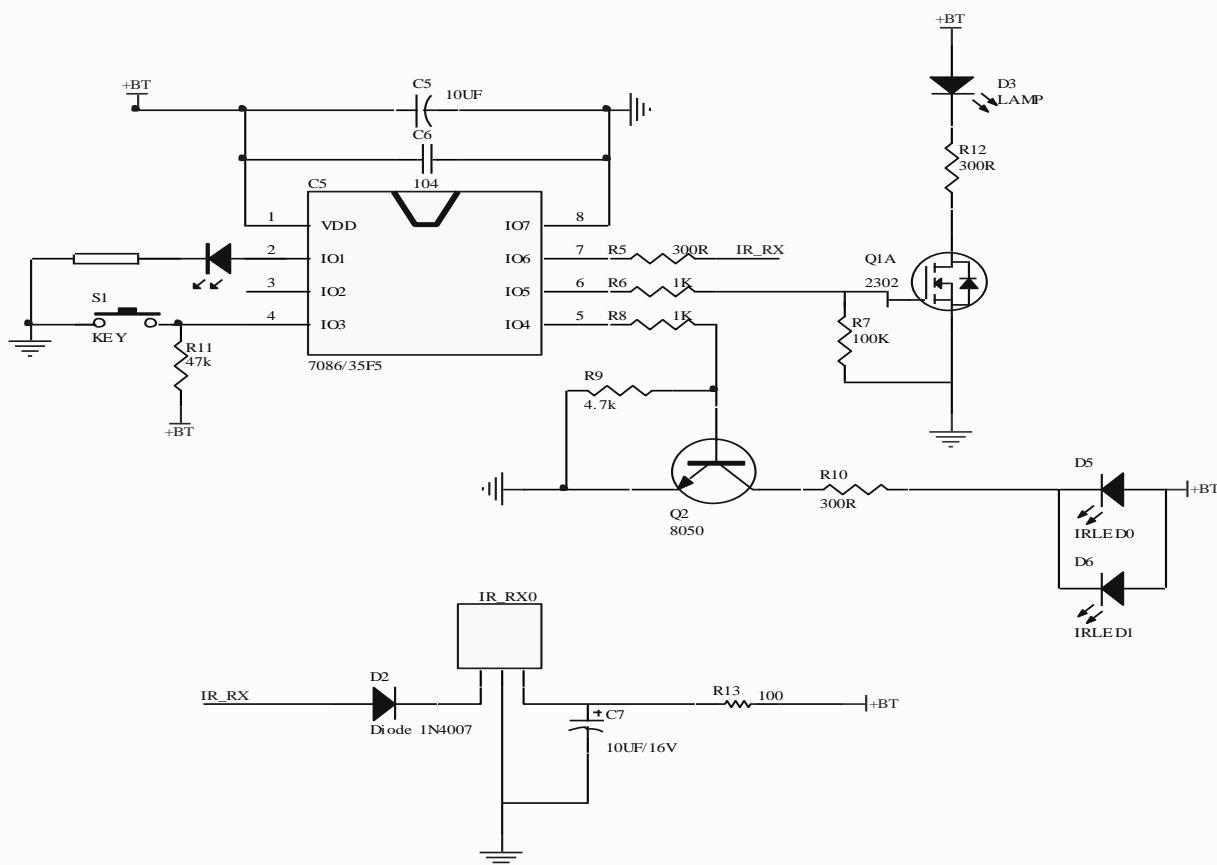 +BT
D3
LAMP
+BT
C5
10UF
C6
104
C5
R12
300R
1
VDD
IO7
8
2
IO1
IO6
7
R5
300R
IR_RX
3
IO2
IO5
6
R6
1K
Q1A
2302
S1
KEY
4
IO3
IO4
5
R8
1K
R7
100K
R11
47k
+BT
7086/35F5
R9
4.7k
Q2
8050
R10
300R
D5
IRLED0
+BT
D6
IRLED1
IR_RX0
IR_RX
D2
Diode 1N4007
C7
10UF/16V
+
R13
100
+BT